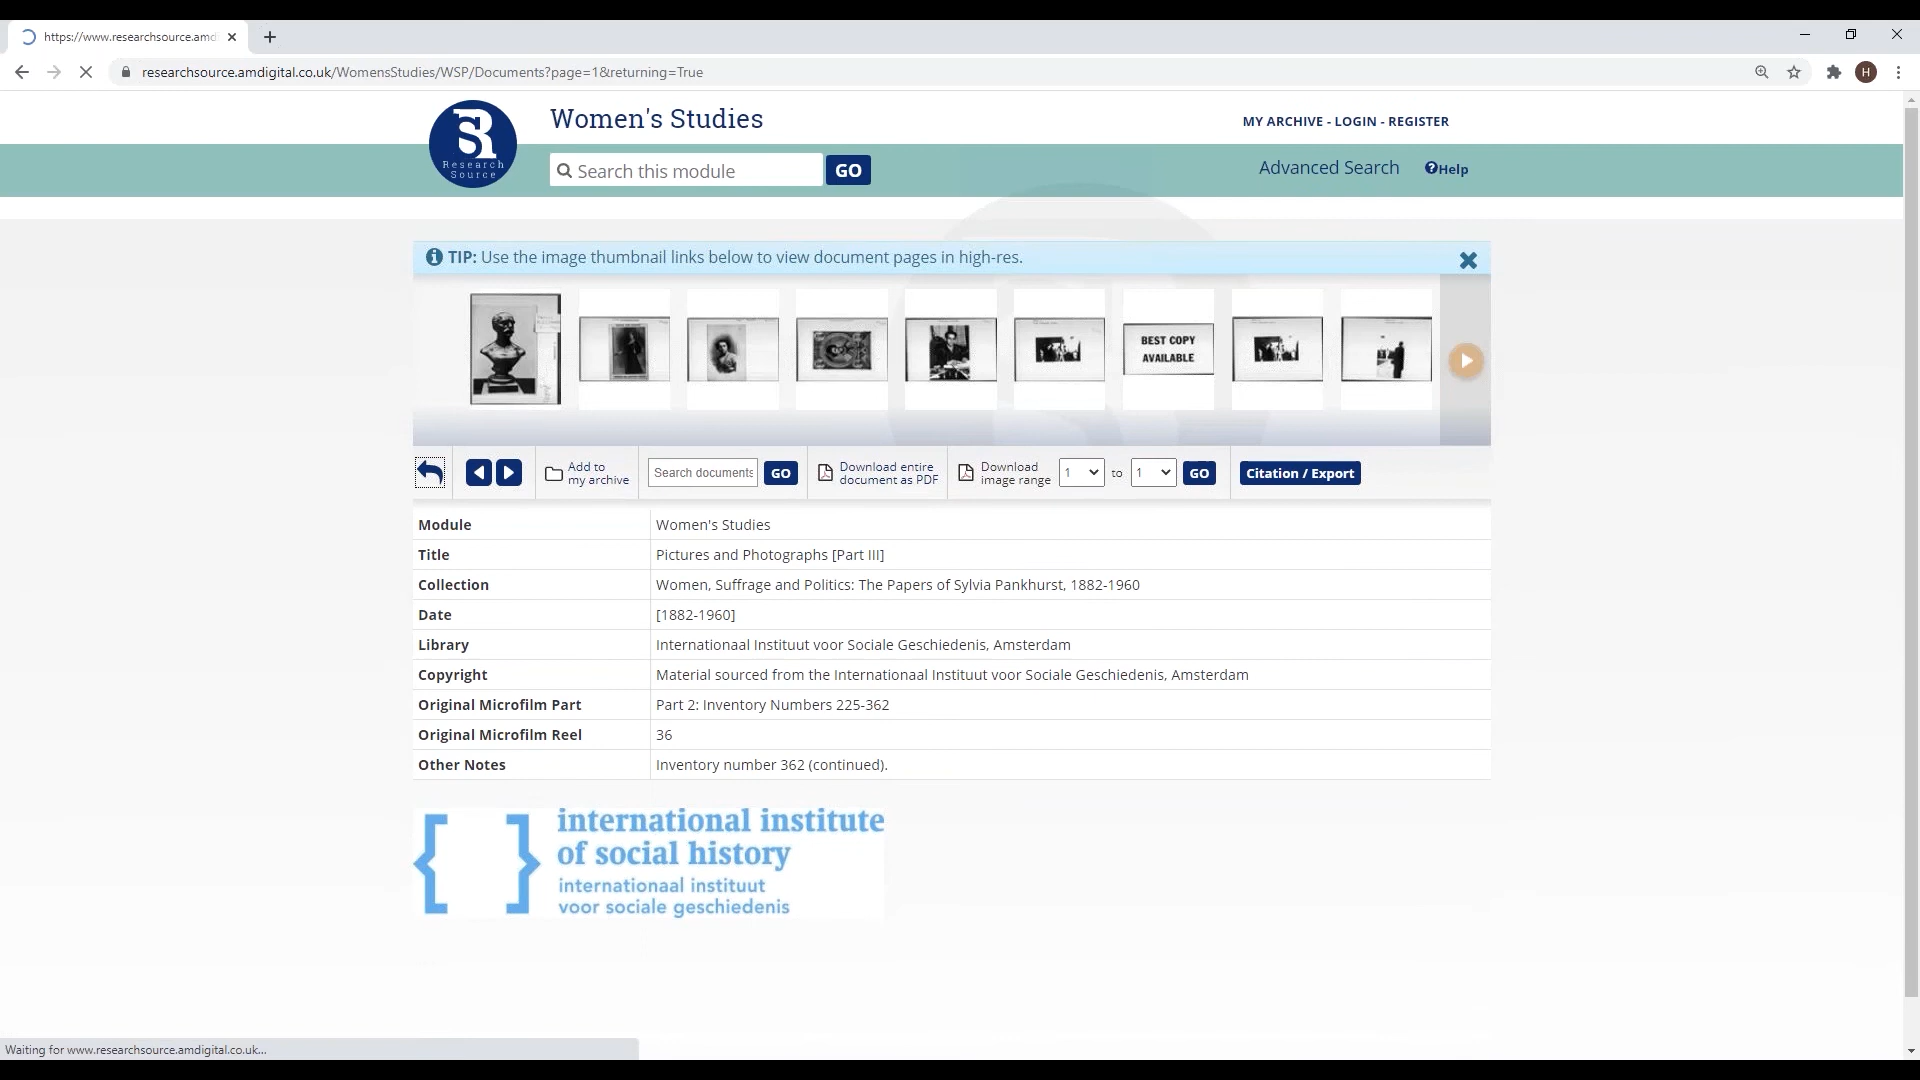 https://www.researchsource.amd
researchsource.amdigital.co.uk/WomensStudies/WSP/Documents?page=1&returning=True
H
Women's Studies
MY ARCHIVE - LOGIN - REGISTER
SR
Research
Source
Search this module
GO
Advanced Search
?Help
TIP: Use the image thumbnail links below to view document pages in high-res.
BEST COPY
AVAILABLE
Add to
my archive
Search documents
GO
Download entire
document as PDF
Download
image range
1 to 1
GO
Citation / Export
Module Women's Studies
Title Pictures and Photographs [Part III]
Collection Women, Suffrage and Politics: The Papers of Sylvia Pankhurst, 1882-1960
Date [1882-1960]
Library Internationaal Instituut voor Sociale Geschiedenis, Amsterdam
Copyright Material sourced from the Internationaal Instituut voor Sociale Geschiedenis, Amsterdam
Original Microfilm Part Part 2: Inventory Numbers 225-362
Original Microfilm Reel 36
Other Notes Inventory number 362 (continued).
international institute
of social history
internationaal instituut
voor sociale geschiedenis
Waiting for www.researchsource.amdigital.co.uk...